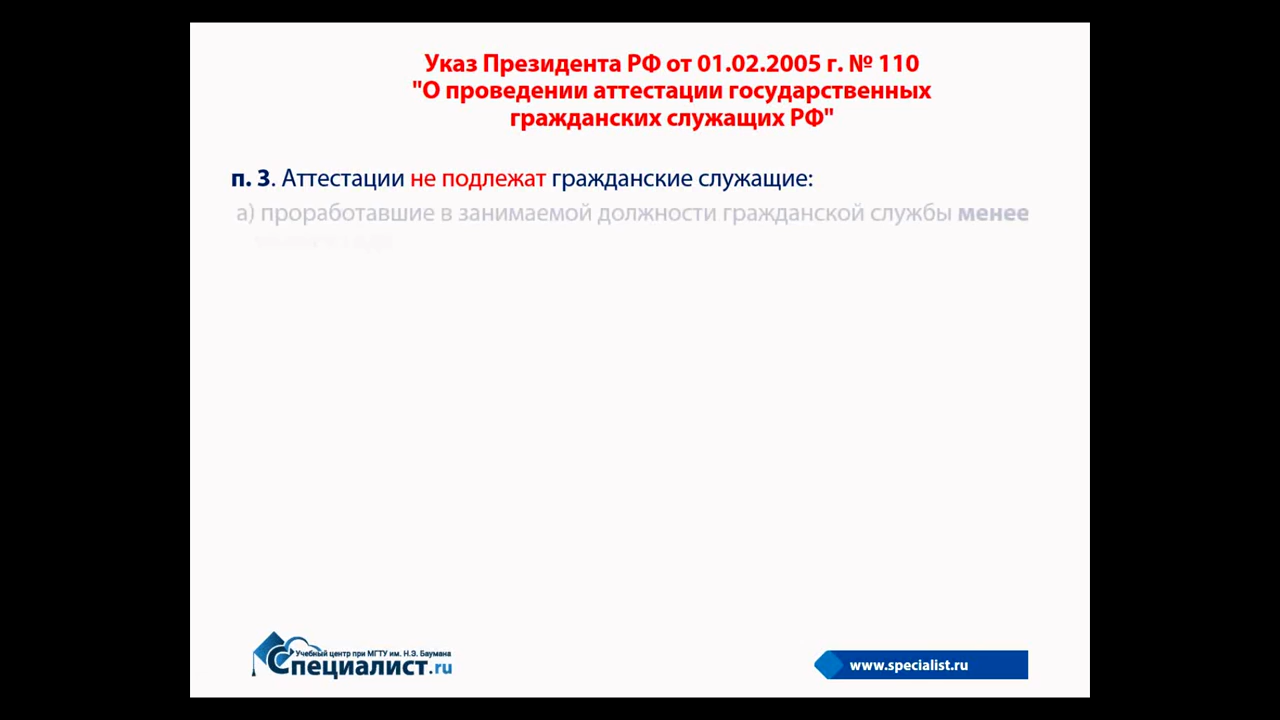 Указ Президента РФ от 01.02.2005 г. № 110
"О проведении аттестации государственных
гражданских служащих РФ"
п. 3. Аттестации не подлежат гражданские служащие:
а) проработавшие в занимаемой должности гражданской службы менее
Учебный центр при МГТУ им. Н.Э. Баумана
Специалист.ru
www.specialist.ru